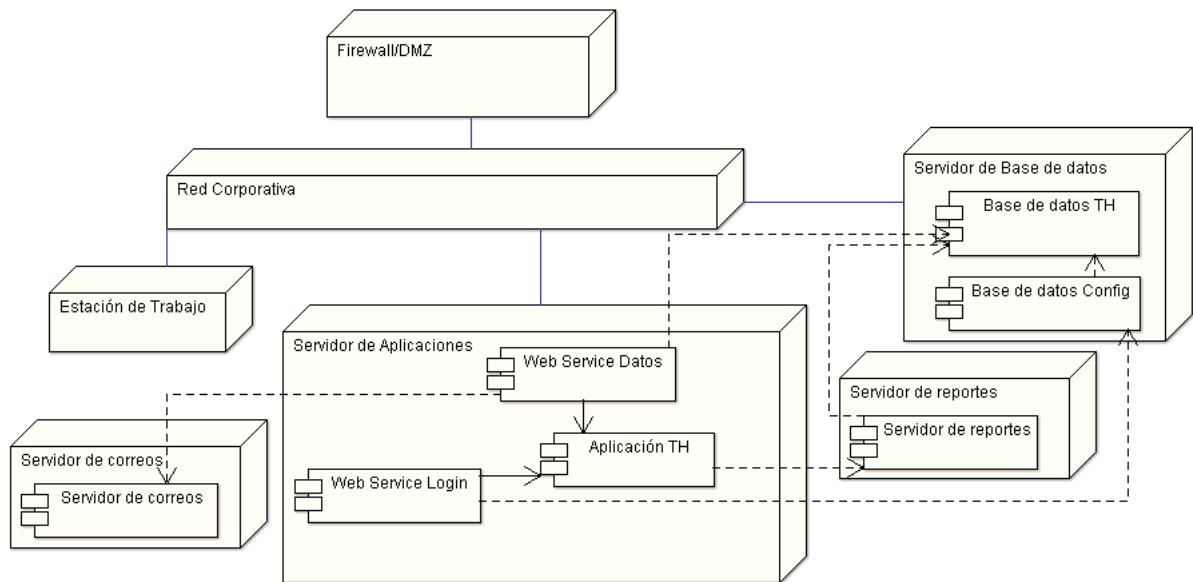 Firewall/DMZ
Red Corporativa
Servidor de Base de datos
Base de datos TH
Base de datos Config
Estación de Trabajo
Servidor de Aplicaciones
Web Service Datos
Aplicación TH
Web Service Login
Servidor de reportes
Servidor de reportes
Servidor de correos
Servidor de correos